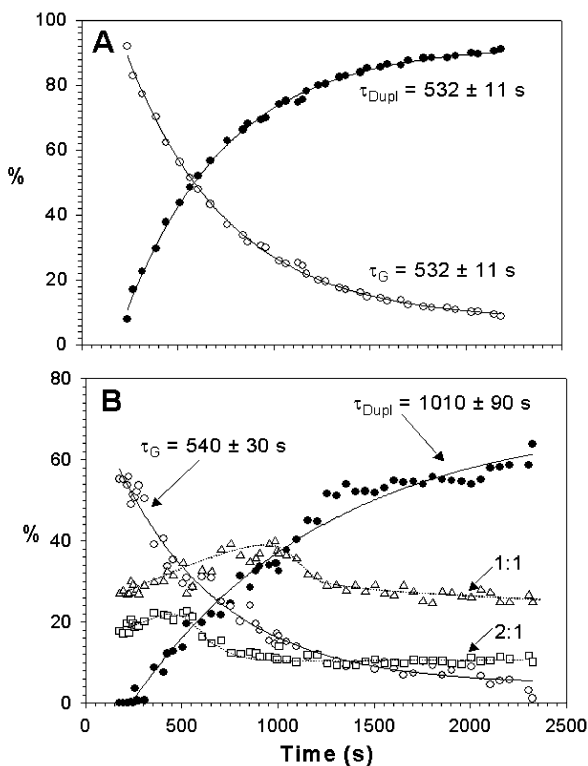 100
A
80
τDupl = 532 ± 11 s
60
%
40
τG = 532 ± 11 s
20
0
80
B
τDupl = 1010 ± 90 s
τG = 540 ± 30 s
60
%
40
1:1
20
2:1
0
0 500 1000 1500 2000 2500
Time (s)